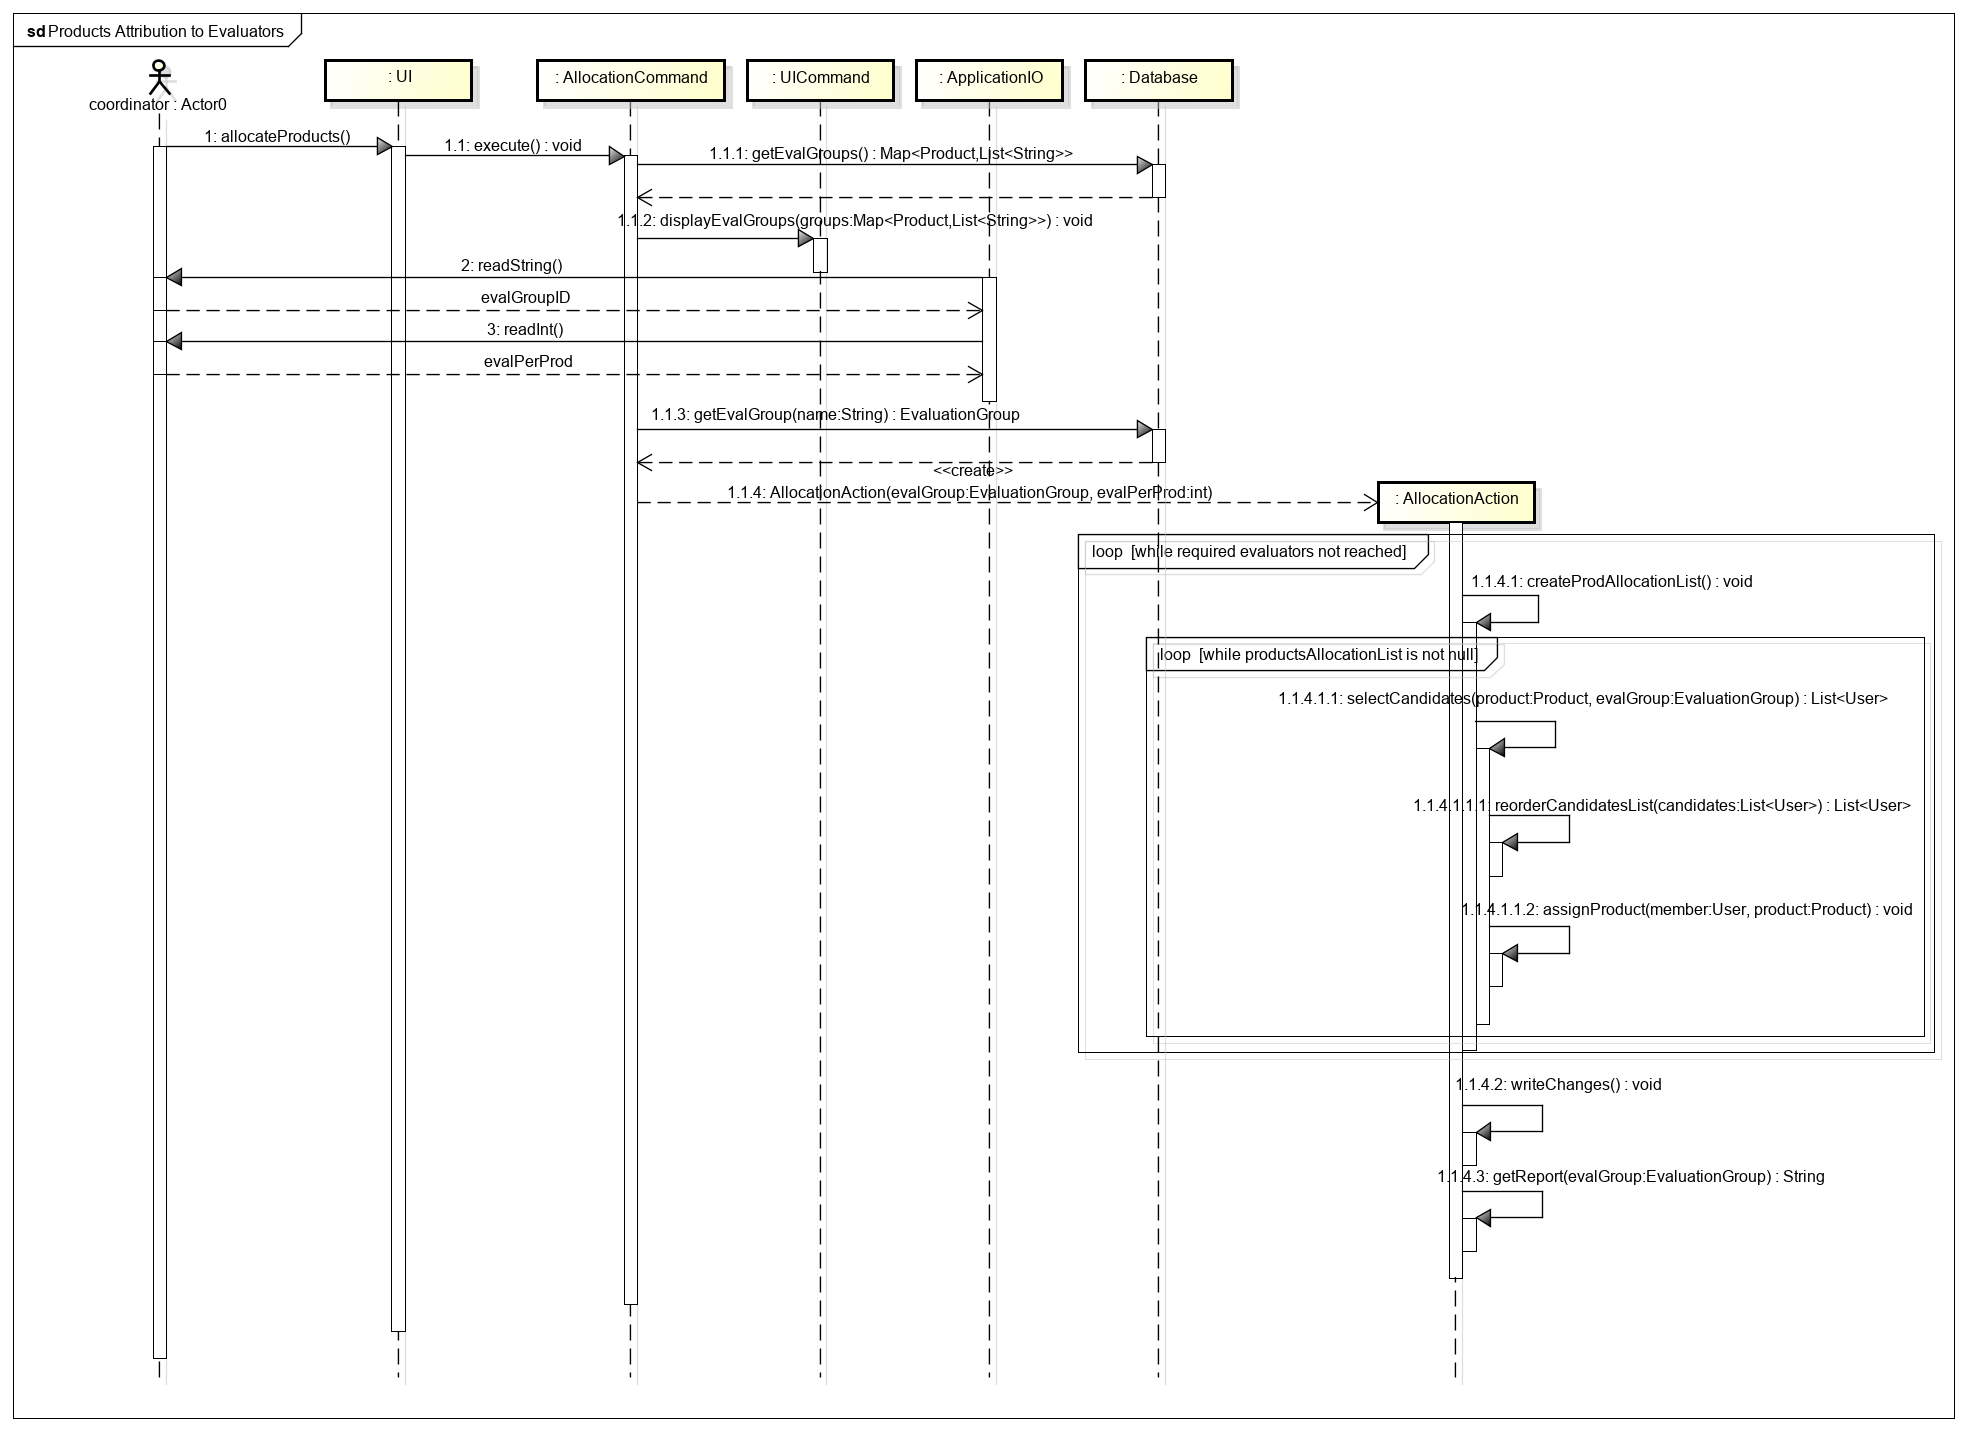 sd Products Attribution to Evaluators
coordinator : Actor0
: UI
: AllocationCommand
: UICommand
: ApplicationIO
: Database
1: allocateProducts()
1.1: execute() : void
1.1.1: getEvalGroups() : Map<Product,List<String>>
1.1.2: displayEvalGroups(groups:Map<Product,List<String>>) : void
2: readString()
evalGroupID
3: readInt()
evalPerProd
1.1.3: getEvalGroup(name:String) : EvaluationGroup
<<create>>
1.1.4: AllocationAction(evalGroup:EvaluationGroup, evalPerProd:int)
: AllocationAction
loop [while required evaluators not reached]
1.1.4.1: createProdAllocationList() : void
loop [while productsAllocationList is not null]
1.1.4.1.1: selectCandidates(product:Product, evalGroup:EvaluationGroup) : List<User>
1.1.4.1.1.1: reorderCandidatesList(candidates:List<User>) : List<User>
1.1.4.1.1.2: assignProduct(member:User, product:Product) : void
1.1.4.2: writeChanges() : void
1.1.4.3: getReport(evalGroup:EvaluationGroup) : String